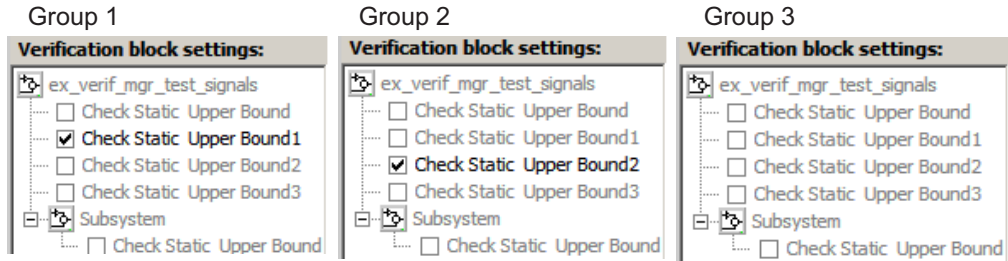 Group 1
Verification block settings:
ex_verif_mgr_test_signals
Check Static Upper Bound
Check Static Upper Bound1
Check Static Upper Bound2
Check Static Upper Bound3
Subsystem
Check Static Upper Bound
Group 2
Verification block settings:
ex_verif_mgr_test_signals
Check Static Upper Bound
Check Static Upper Bound1
Check Static Upper Bound2
Check Static Upper Bound3
Subsystem
Check Static Upper Bound
Group 3
Verification block settings:
ex_verif_mgr_test_signals
Check Static Upper Bound
Check Static Upper Bound1
Check Static Upper Bound2
Check Static Upper Bound3
Subsystem
Check Static Upper Bound